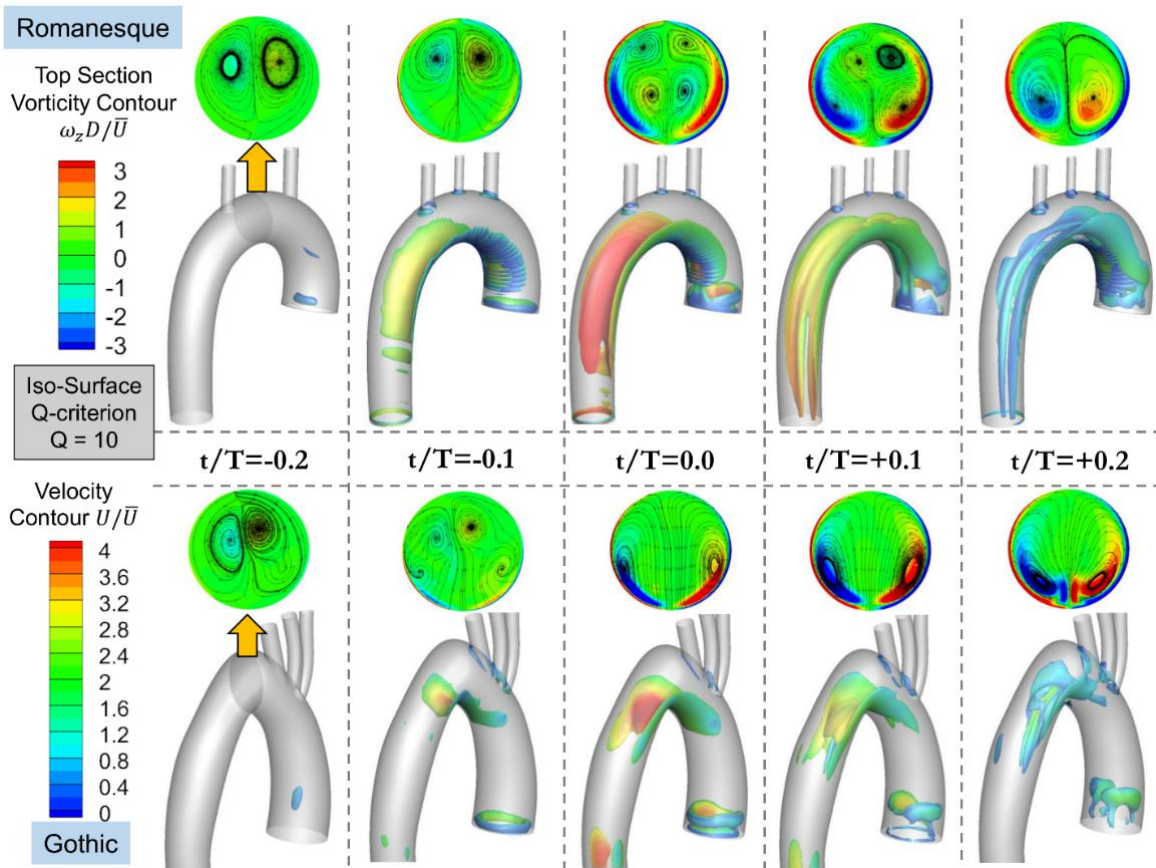 Romanesque
Top Section
Vorticity Contour
ω_z D/U̅
3
2
1
0
-1
-2
-3
Iso-Surface
Q-criterion
Q = 10
t/T=-0.2
t/T=-0.1
t/T=0.0
t/T=+0.1
t/T=+0.2
Velocity
Contour U/U̅
4
3.6
3.2
2.8
2.4
2
1.6
1.2
0.8
0.4
0
Gothic